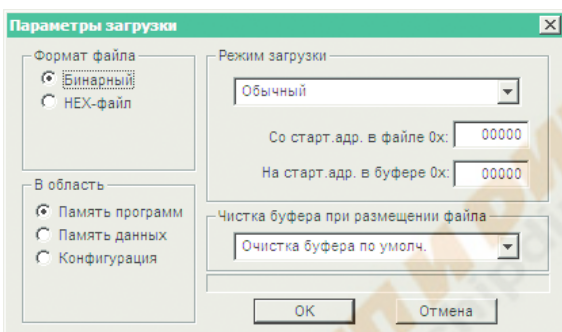 Параметры загрузки
Формат файла
Бинарный
HEX-файл
В область
Память программ
Память данных
Конфигурация
Режим загрузки
Обычный
Со старт.адр. в файле 0x: 00000
На старт.адр. в буфере 0x: 00000
Чистка буфера при размещении файла
Очистка буфера по умолч.
OK Отмена